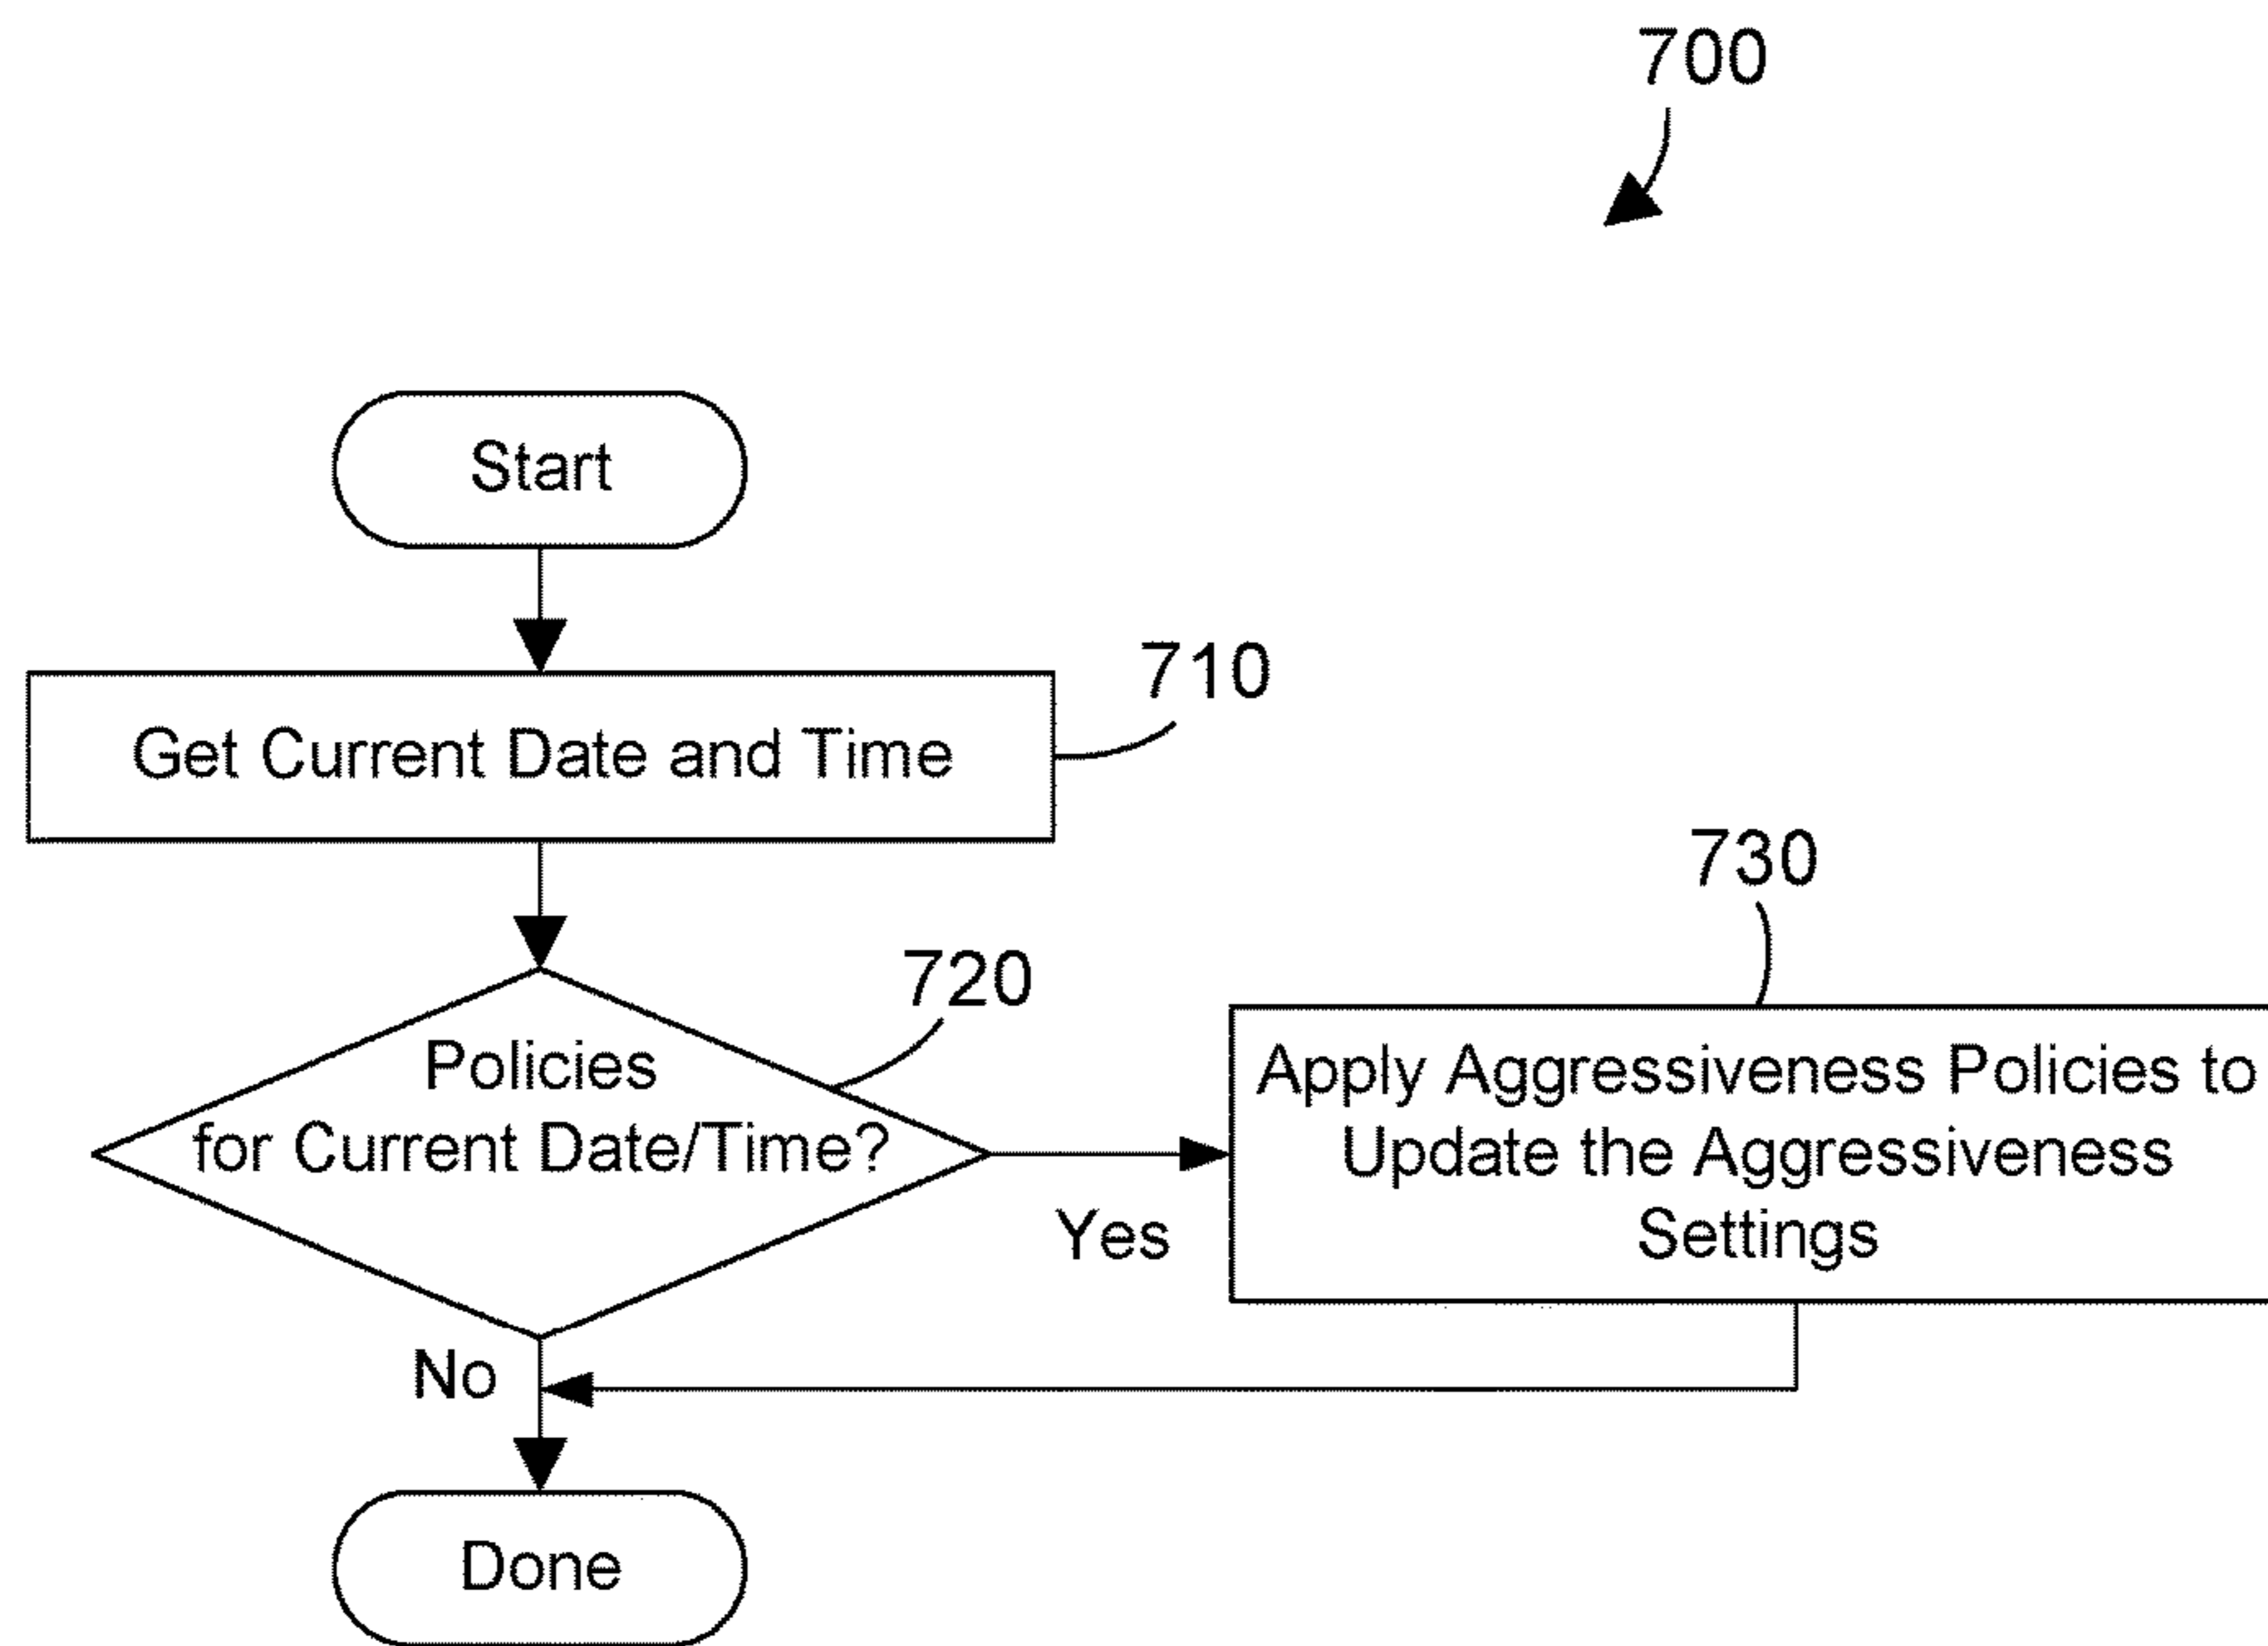 700
Start
710
Get Current Date and Time
720
Policies
for Current Date/Time?
Yes
730
Apply Aggressiveness Policies to
Update the Aggressiveness
Settings
No
Done